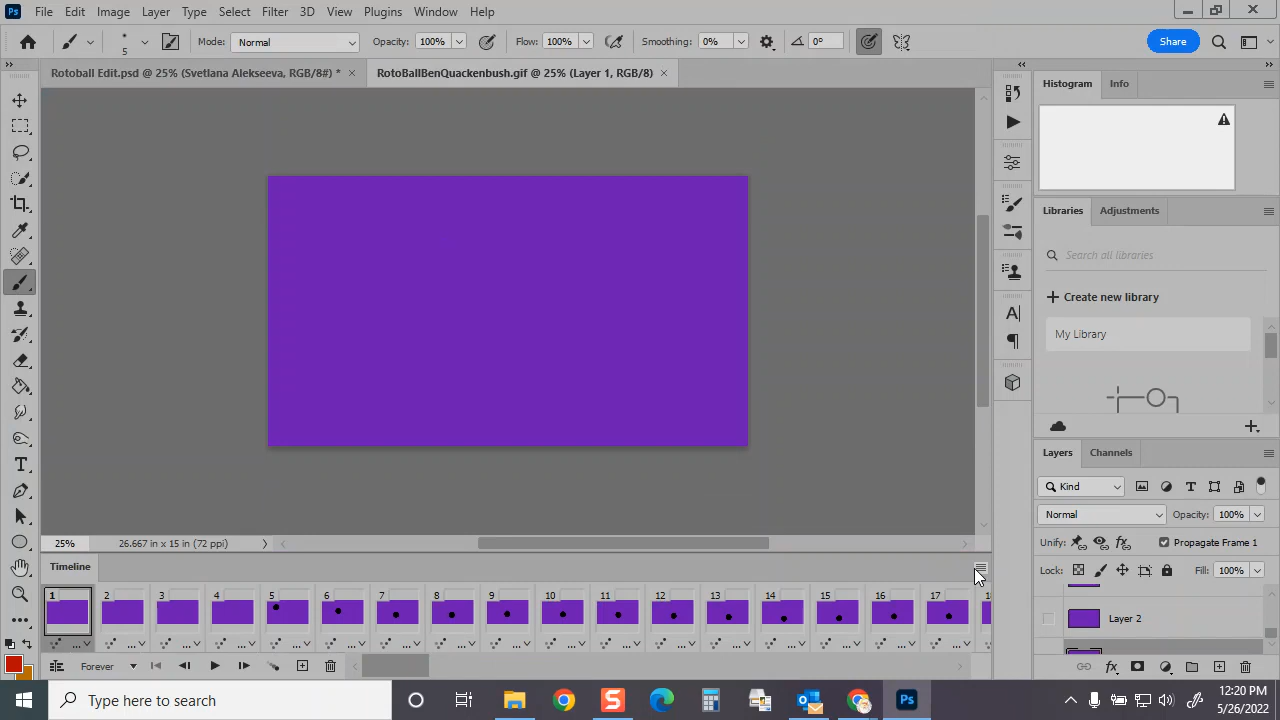 Ps File Edit Image Layer Type Select Filter 3D View Plugins Window Help
5 Mode: Normal Opacity: 100% Flow: 100% Smoothing: 0% 0° Share
Rotoball Edit.psd @ 25% (Svetlana Alekseeva, RGB/8#) * RotoBallBenQuackenbush.gif @ 25% (Layer 1, RGB/8)
Histogram Info
Libraries Adjustments
Search all libraries
Create new library
My Library
Layers Channels
Kind
Normal Opacity: 100%
Unify: Propagate Frame 1
Lock: Fill: 100%
Layer 2
25% 26.667 in x 15 in (72 ppi)
Timeline
1 2 3 4 5 6 7 8 9 10 11 12 13 14 15 16 17 18
Forever
Type here to search
12:20 PM
5/26/2022